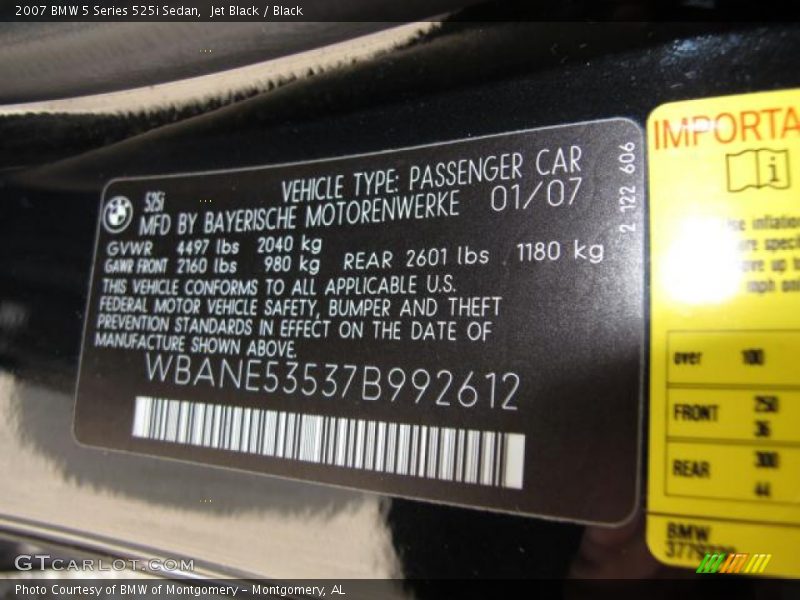 2007 BMW 5 Series 525i Sedan, Jet Black / Black
525i
VEHICLE TYPE: PASSENGER CAR
MFD BY BAYERISCHE MOTORENWERKE 01/07
GVWR 4497 lbs 2040 kg
GAWR FRONT 2160 lbs 980 kg REAR 2601 lbs 1180 kg
THIS VEHICLE CONFORMS TO ALL APPLICABLE U.S.
FEDERAL MOTOR VEHICLE SAFETY, BUMPER AND THEFT
PREVENTION STANDARDS IN EFFECT ON THE DATE OF
MANUFACTURE SHOWN ABOVE.
WBANE53537B992612
2 122 606
IMPORTA
i
inflation
are
up
mph
over 100
FRONT 250
36
REAR 300
44
BMW
GTCARLOT.COM
Photo Courtesy of BMW of Montgomery - Montgomery, AL